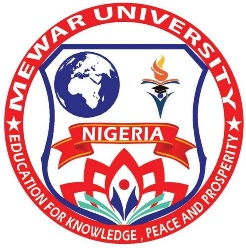 MEWAR UNIVERSITY
NIGERIA
★ EDUCATION FOR KNOWLEDGE , PEACE AND PROSPERITY ★